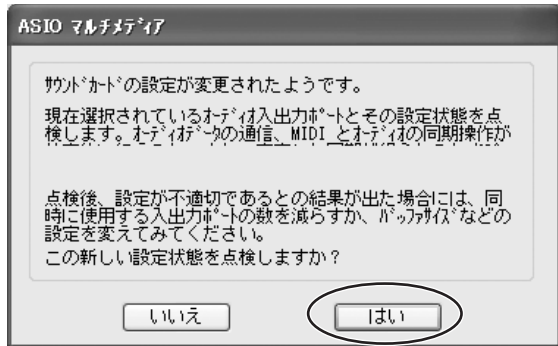 ASIO ﾏﾙﾁﾒﾃﾞｨｱ
ｻｳﾝﾄﾞｶｰﾄﾞの設定が変更されたようです。
現在選択されているｵｰﾃﾞｨｵ入出力ﾎﾟｰﾄとその設定状態を点
検します。ｵｰﾃﾞｨｵﾃﾞｰﾀの通信、MIDI とｵｰﾃﾞｨｵの同期操作が
点検後、設定が不適切であるとの結果が出た場合には、同
時に使用する入出力ﾎﾟｰﾄの数を減らすか、ﾊﾞｯﾌｧｻｲｽﾞなどの
設定を変えてみてください。
この新しい設定状態を点検しますか？
いいえ
はい